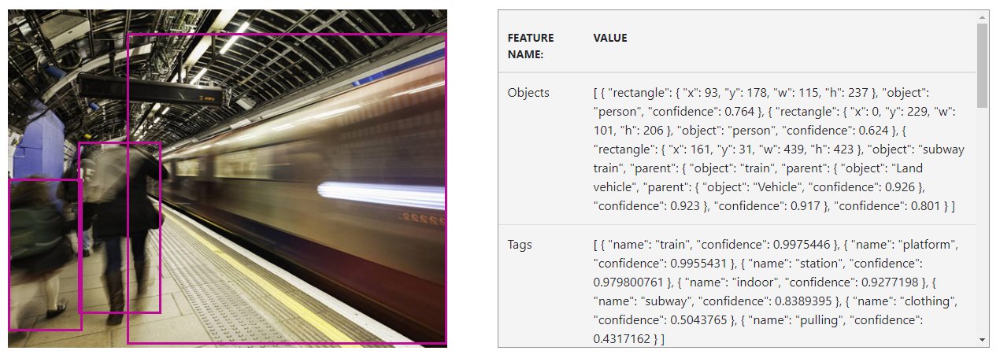 FEATURE NAME:
VALUE
Objects
[ { "rectangle": { "x": 93, "y": 178, "w": 115, "h": 237 }, "object":
"person", "confidence": 0.764 }, { "rectangle": { "x": 0, "y": 229, "w":
101, "h": 206 }, "object": "person", "confidence": 0.624 }, {
"rectangle": { "x": 161, "y": 31, "w": 439, "h": 423 }, "object": "subway
train", "parent": { "object": "train", "parent": { "object": "Land
vehicle", "parent": { "object": "Vehicle", "confidence": 0.926 },
"confidence": 0.923 }, "confidence": 0.917 }, "confidence": 0.801 } ]
Tags
[ { "name": "train", "confidence": 0.9975446 }, { "name": "platform",
"confidence": 0.9955431 }, { "name": "station", "confidence":
0.979800761 }, { "name": "indoor", "confidence": 0.9277198 }, {
"name": "subway", "confidence": 0.8389395 }, { "name": "clothing",
"confidence": 0.5043765 }, { "name": "pulling", "confidence":
0.4317162 } ]